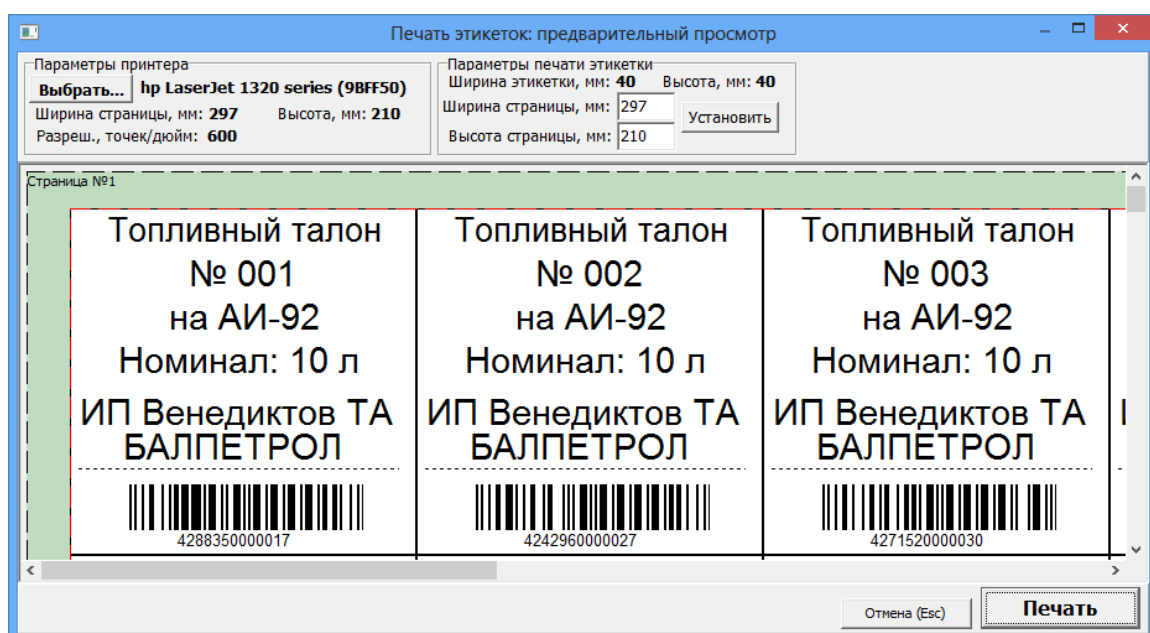 Печать этикеток: предварительный просмотр
Параметры принтера
Выбрать... hp LaserJet 1320 series (9BFF50)
Ширина страницы, мм: 297 Высота, мм: 210
Разреш., точек/дюйм: 600
Параметры печати этикетки
Ширина этикетки, мм: 40 Высота, мм: 40
Ширина страницы, мм: 297
Установить
Высота страницы, мм: 210
Страница №1
Топливный талон
№ 001
на АИ-92
Номинал: 10 л
ИП Венедиктов ТА
БАЛПЕТРОЛ
4288350000017
Топливный талон
№ 002
на АИ-92
Номинал: 10 л
ИП Венедиктов ТА
БАЛПЕТРОЛ
4242960000027
Топливный талон
№ 003
на АИ-92
Номинал: 10 л
ИП Венедиктов ТА
БАЛПЕТРОЛ
4271520000030
Отмена (Esc)
Печать